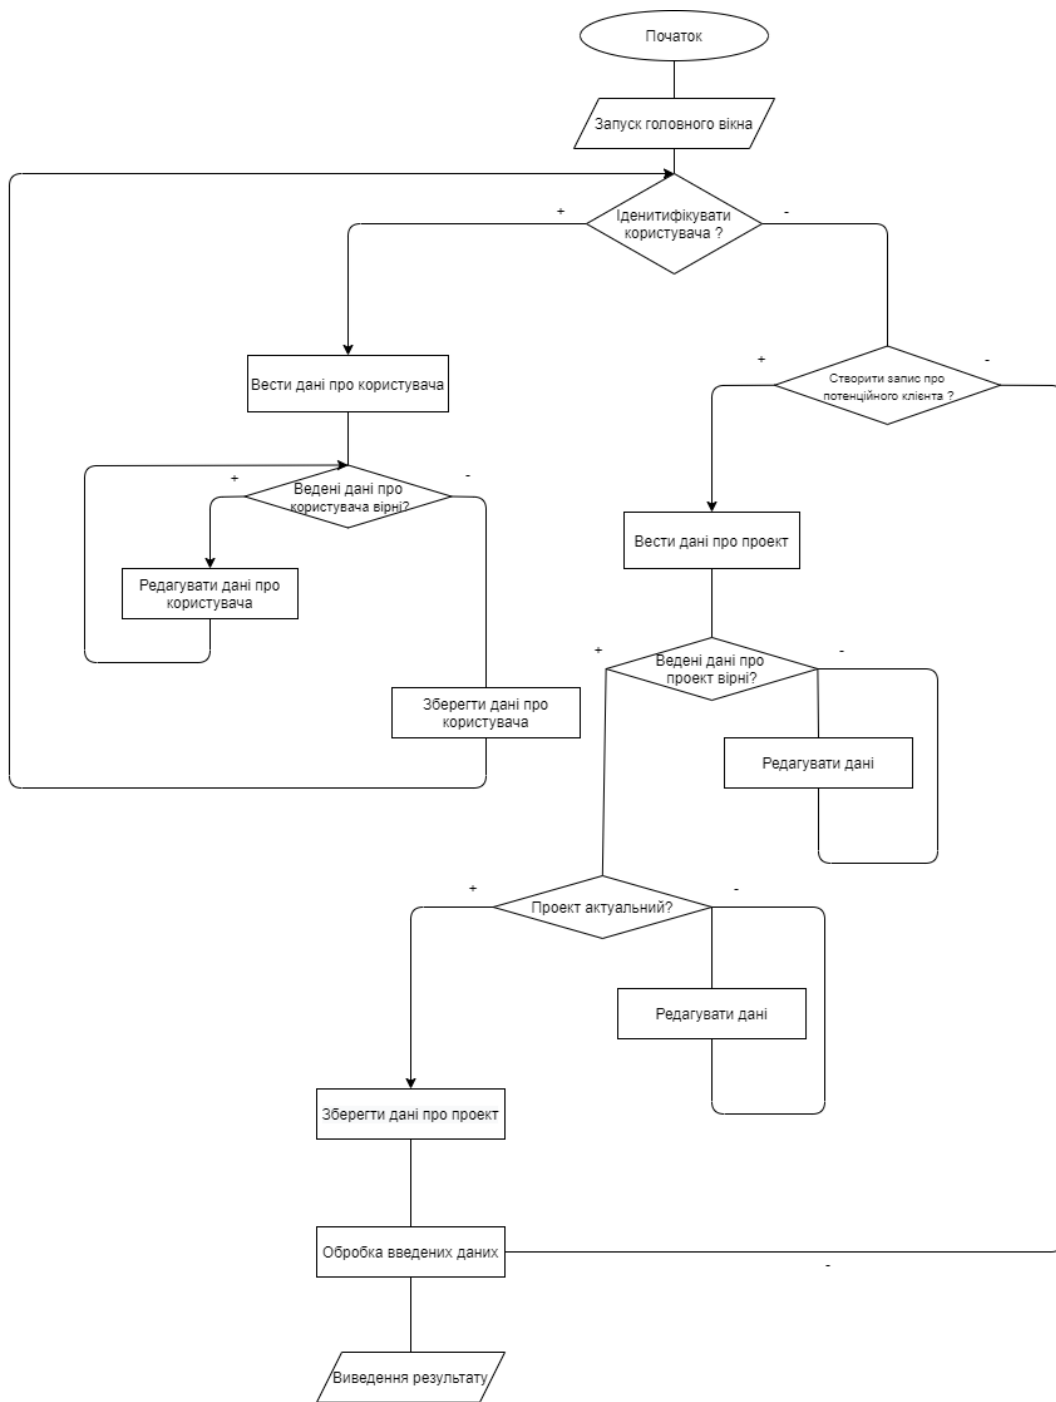 Початок
Запуск головного вікна
Іденитифікувати
користувача ?
+
-
Вести дані про користувача
+
-
Створити запис про
потенційного клієнта ?
+
-
Ведені дані про
користувача вірні?
Вести дані про проект
Редагувати дані про
користувача
+
-
Ведені дані про
проект вірні?
Зберегти дані про
користувача
Редагувати дані
+
-
Проект актуальний?
Редагувати дані
Зберегти дані про проект
Обробка введених даних
-
Виведення результату